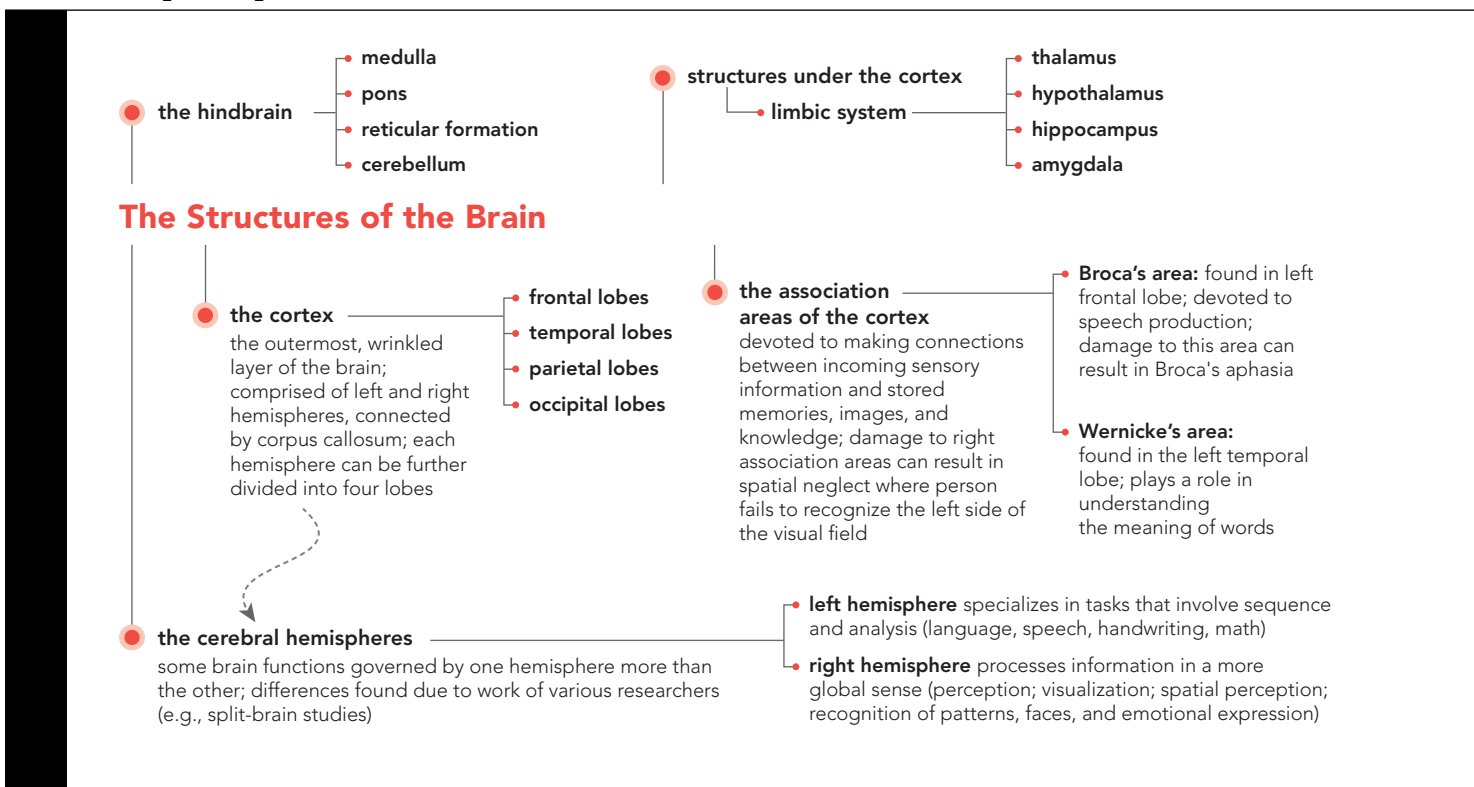 the hindbrain
medulla
pons
reticular formation
cerebellum
structures under the cortex
limbic system
thalamus
hypothalamus
hippocampus
amygdala
The Structures of the Brain
the cortex
the outermost, wrinkled
layer of the brain;
comprised of left and right
hemispheres, connected
by corpus callosum; each
hemisphere can be further
divided into four lobes
frontal lobes
temporal lobes
parietal lobes
occipital lobes
the association
areas of the cortex
devoted to making connections
between incoming sensory
information and stored
memories, images, and
knowledge; damage to right
association areas can result in
spatial neglect where person
fails to recognize the left side of
the visual field
Broca’s area: found in left
frontal lobe; devoted to
speech production;
damage to this area can
result in Broca's aphasia
Wernicke’s area:
found in the left temporal
lobe; plays a role in
understanding
the meaning of words
the cerebral hemispheres
some brain functions governed by one hemisphere more than
the other; differences found due to work of various researchers
(e.g., split-brain studies)
left hemisphere specializes in tasks that involve sequence
and analysis (language, speech, handwriting, math)
right hemisphere processes information in a more
global sense (perception; visualization; spatial perception;
recognition of patterns, faces, and emotional expression)